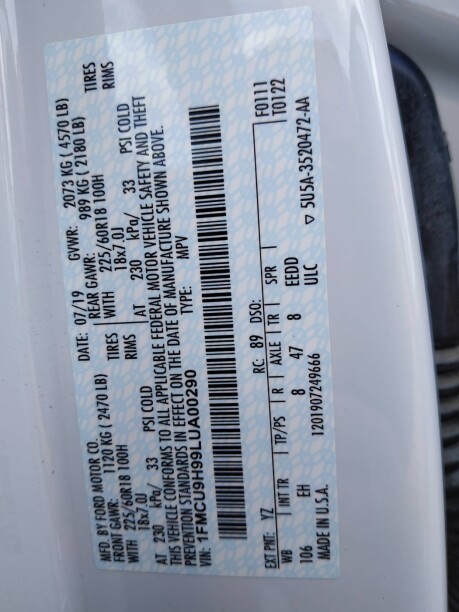 MFD. BY FORD MOTOR CO. DATE: 07/19 GVWR: 2073 KG ( 4570 LB)
FRONT GAWR: 1120 KG ( 2470 LB) REAR GAWR: 989 KG ( 2180 LB)
WITH 225/60R18 100H TIRES WITH 225/60R18 100H TIRES
18x7.0J RIMS 18x7.0J RIMS
AT 230 kPa/ 33 PSI COLD AT 230 kPa/ 33 PSI COLD
THIS VEHICLE CONFORMS TO ALL APPLICABLE FEDERAL MOTOR VEHICLE SAFETY AND THEFT
PREVENTION STANDARDS IN EFFECT ON THE DATE OF MANUFACTURE SHOWN ABOVE.
VIN: 1FMCU9H99LUA00290 TYPE: MPV
F0111
T0122
EXT PNT: YZ RC: 89 DSO:
WB INT TR TP/PS R AXLE TR SPR
106 EH 8 47 8 EEDD
ULC
MADE IN U.S.A. 1201907249666
▽ 5U5A-3520472-AA